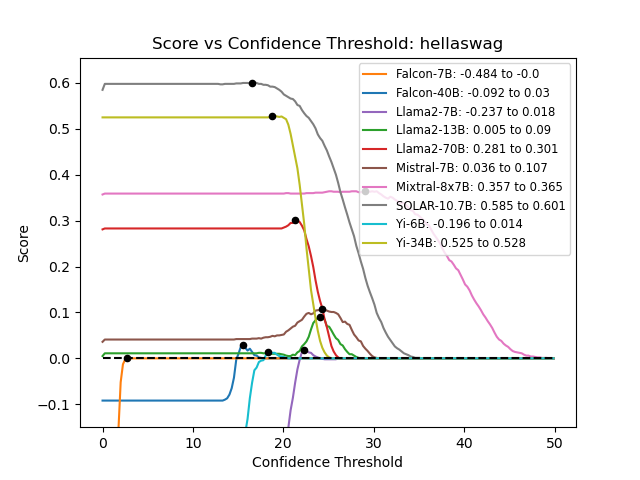 Score vs Confidence Threshold: hellaswag
Score
0.6
0.5
0.4
0.3
0.2
0.1
0.0
−0.1
Falcon-7B: -0.484 to -0.0
Falcon-40B: -0.092 to 0.03
Llama2-7B: -0.237 to 0.018
Llama2-13B: 0.005 to 0.09
Llama2-70B: 0.281 to 0.301
Mistral-7B: 0.036 to 0.107
Mixtral-8x7B: 0.357 to 0.365
SOLAR-10.7B: 0.585 to 0.601
Yi-6B: -0.196 to 0.014
Yi-34B: 0.525 to 0.528
0 10 20 30 40 50
Confidence Threshold